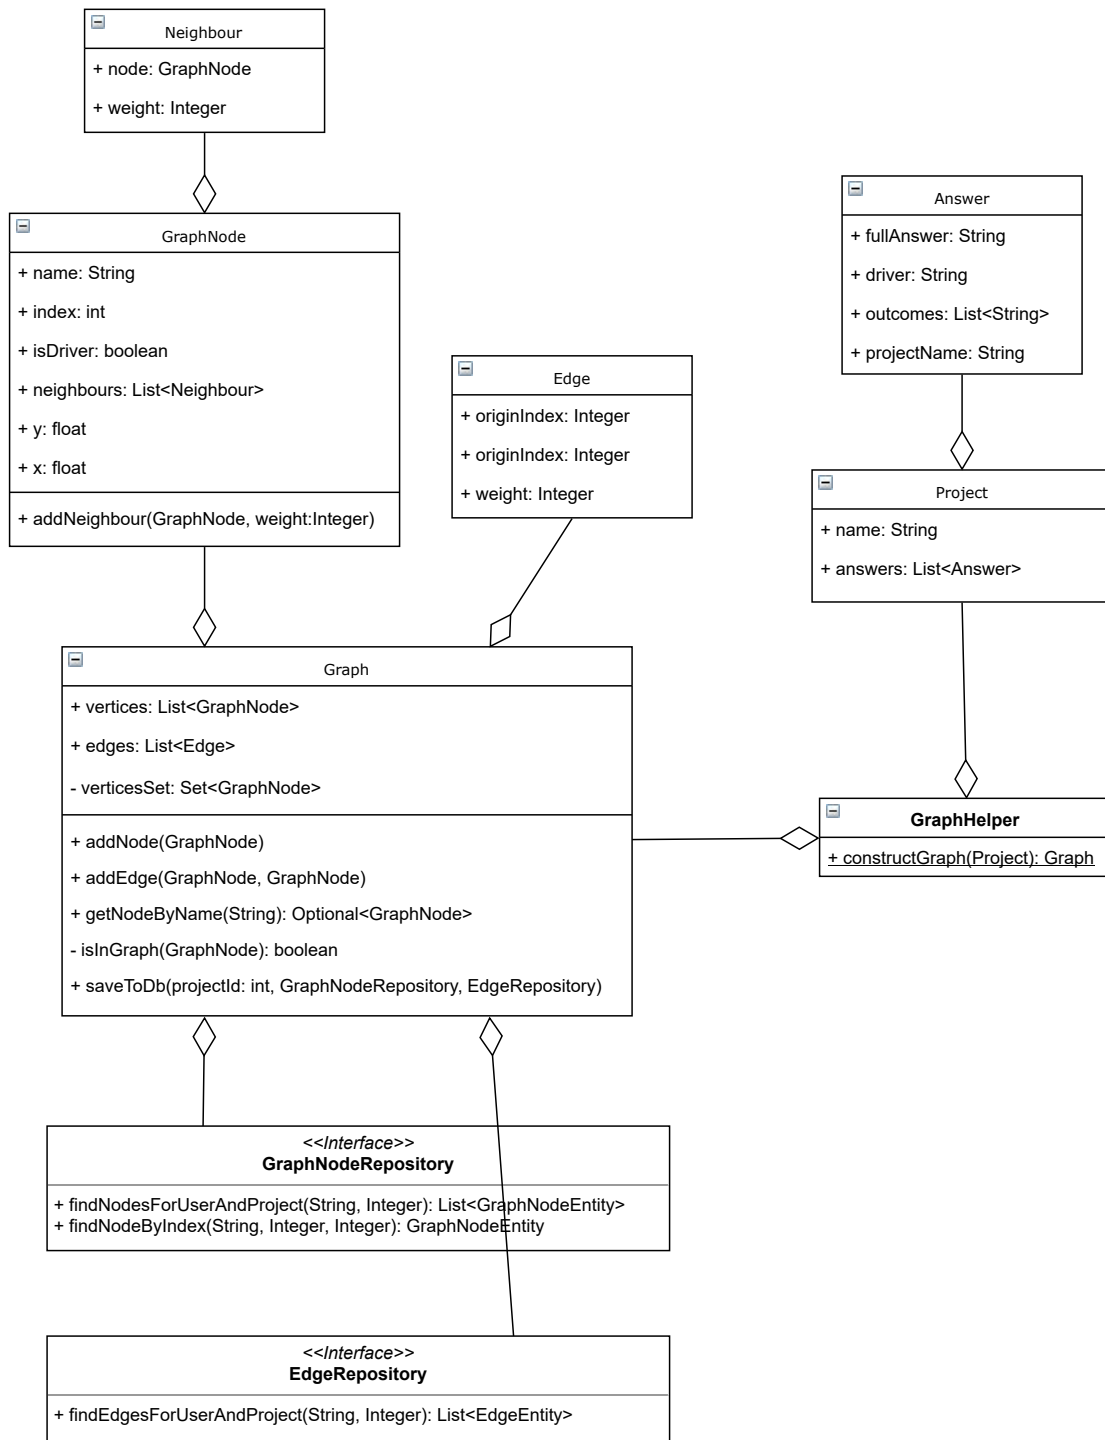 Neighbour
+ node: GraphNode
+ weight: Integer
GraphNode
+ name: String
+ index: int
+ isDriver: boolean
+ neighbours: List<Neighbour>
+ y: float
+ x: float
+ addNeighbour(GraphNode, weight:Integer)
Edge
+ originIndex: Integer
+ originIndex: Integer
+ weight: Integer
Answer
+ fullAnswer: String
+ driver: String
+ outcomes: List<String>
+ projectName: String
Project
+ name: String
+ answers: List<Answer>
Graph
+ vertices: List<GraphNode>
+ edges: List<Edge>
- verticesSet: Set<GraphNode>
+ addNode(GraphNode)
+ addEdge(GraphNode, GraphNode)
+ getNodeByName(String): Optional<GraphNode>
- isInGraph(GraphNode): boolean
+ saveToDb(projectId: int, GraphNodeRepository, EdgeRepository)
GraphHelper
+ constructGraph(Project): Graph
<<Interface>>
GraphNodeRepository
+ findNodesForUserAndProject(String, Integer): List<GraphNodeEntity>
+ findNodeByIndex(String, Integer, Integer): GraphNodeEntity
<<Interface>>
EdgeRepository
+ findEdgesForUserAndProject(String, Integer): List<EdgeEntity>